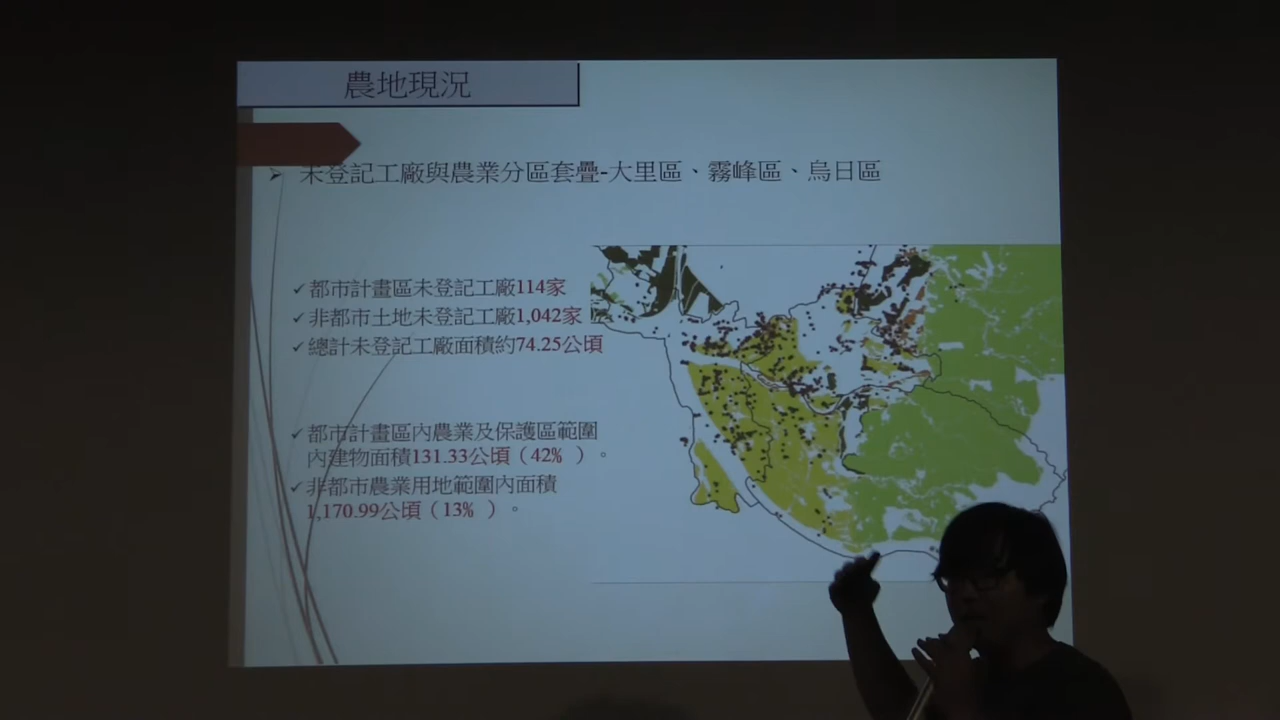 農地現況
未登記工廠與農業分區套疊-大里區、霧峰區、烏日區
都市計畫區未登記工廠114家
非都市土地未登記工廠1,042家
總計未登記工廠面積約74.25公頃
都市計畫區內農業及保護區範圍
內建物面積131.33公頃（42% ）。
非都市農業用地範圍內面積
1,170.99公頃（13% ）。